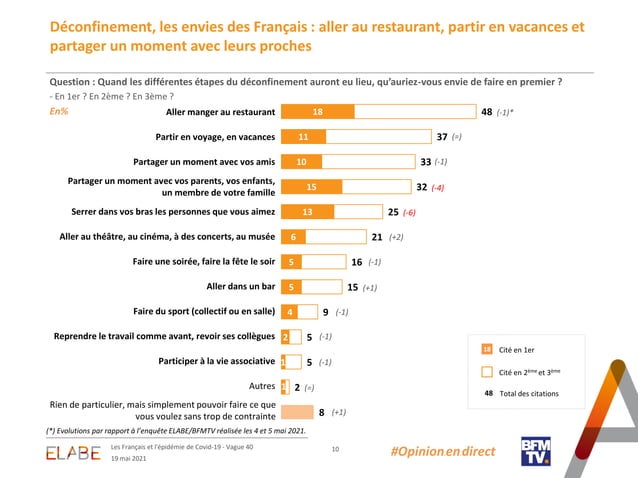 Déconfinement, les envies des Français : aller au restaurant, partir en vacances et
partager un moment avec leurs proches
Question : Quand les différentes étapes du déconfinement auront eu lieu, qu'auriez-vous envie de faire en premier ?
- En 1er ? En 2ème ? En 3ème ?
En%
Aller manger au restaurant 18 48 (-1)*
Partir en voyage, en vacances 11 37 (=)
Partager un moment avec vos amis 10 33 (-1)
Partager un moment avec vos parents, vos enfants,
un membre de votre famille 15 32 (-4)
Serrer dans vos bras les personnes que vous aimez 13 25 (-6)
Aller au théâtre, au cinéma, à des concerts, au musée 6 21 (+2)
Faire une soirée, faire la fête le soir 5 16 (-1)
Aller dans un bar 5 15 (+1)
Faire du sport (collectif ou en salle) 4 9 (-1)
Reprendre le travail comme avant, revoir ses collègues 2 5 (-1)
Participer à la vie associative 1 5 (-1)
Autres 1 2 (=)
Rien de particulier, mais simplement pouvoir faire ce que
vous voulez sans trop de contrainte 8 (+1)
18 Cité en 1er
Cité en 2ème et 3ème
48 Total des citations
(*) Evolutions par rapport à l'enquête ELABE/BFMTV réalisée les 4 et 5 mai 2021.
ELABE
Les Français et l'épidémie de Covid-19 - Vague 40
19 mai 2021
10
#Opinionendirect
BFM
TV.